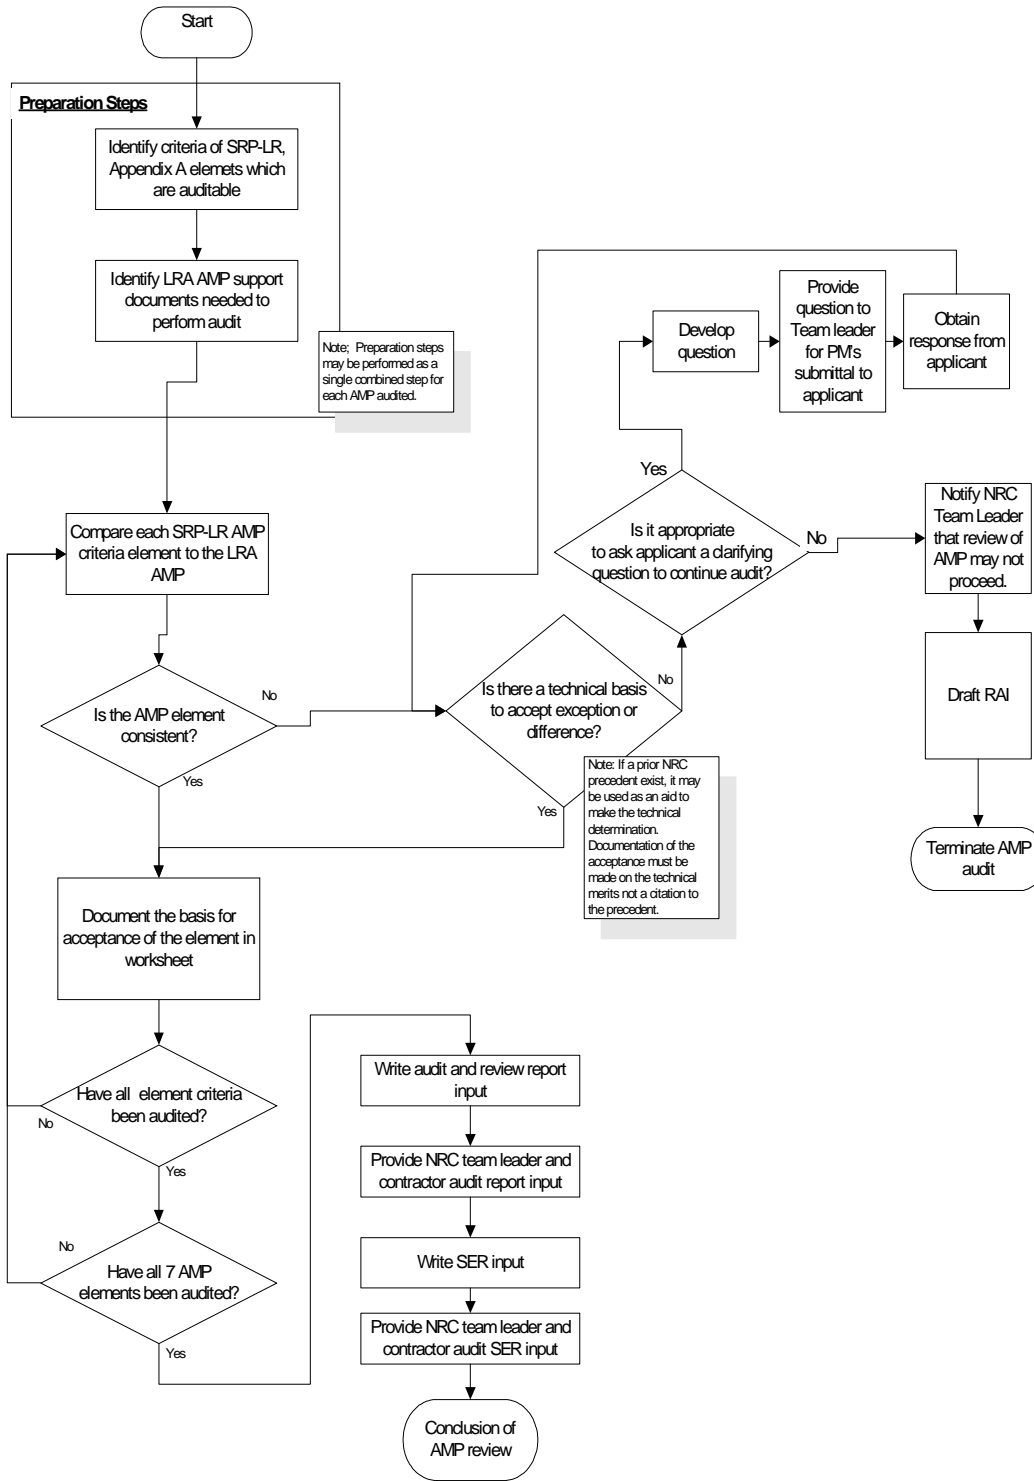 Start
Preparation Steps
Identify criteria of SRP-LR,
Appendix A elemets which
are auditable
Identify LRA AMP support
documents needed to
perform audit
Note; Preparation steps
may be performed as a
single combined step for
each AMP audited.
Compare each SRP-LR AMP
criteria element to the LRA
AMP
Is the AMP element
consistent?
No
Yes
Is there a technical basis
to accept exception or
difference?
No
Yes
Note: If a prior NRC
precedent exist, it may
be used as an aid to
make the technical
determination.
Documentation of the
acceptance must be
made on the technical
merits not a citation to
the precedent.
Is it appropriate
to ask applicant a clarifying
question to continue audit?
Yes
No
Develop
question
Provide
question to
Team leader
for PM's
submittal to
applicant
Obtain
response from
applicant
Notify NRC
Team Leader
that review of
AMP may not
proceed.
Draft RAI
Terminate AMP
audit
Document the basis for
acceptance of the element in
worksheet
Have all element criteria
been audited?
No
Yes
Have all 7 AMP
elements been audited?
No
Yes
Write audit and review report
input
Provide NRC team leader and
contractor audit report input
Write SER input
Provide NRC team leader and
contractor audit SER input
Conclusion of
AMP review